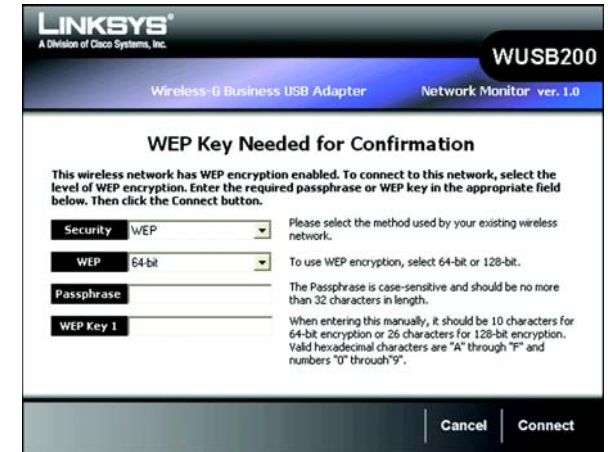 LINKSYS®
A Division of Cisco Systems, Inc.
WUSB200
Wireless-G Business USB Adapter
Network Monitor ver. 1.0
WEP Key Needed for Confirmation
This wireless network has WEP encryption enabled. To connect to this network, select the
level of WEP encryption. Enter the required passphrase or WEP key in the appropriate field
below. Then click the Connect button.
Security WEP
Please select the method used by your existing wireless
network.
WEP 64-bit
To use WEP encryption, select 64-bit or 128-bit.
Passphrase
The Passphrase is case-sensitive and should be no more
than 32 characters in length.
WEP Key 1
When entering this manually, it should be 10 characters for
64-bit encryption or 26 characters for 128-bit encryption.
Valid hexadecimal characters are "A" through "F" and
numbers "0" through"9".
Cancel
Connect